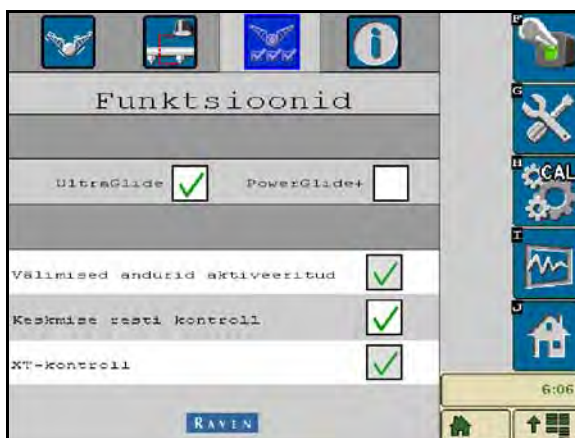 F
Funktsioonid
G
UltraGlide PowerGlide+
H
CAL
I
Välimised andurid aktiveeritud
Keskmise rasti kontroll
J
XT-kontroll
6:06
RAVEN